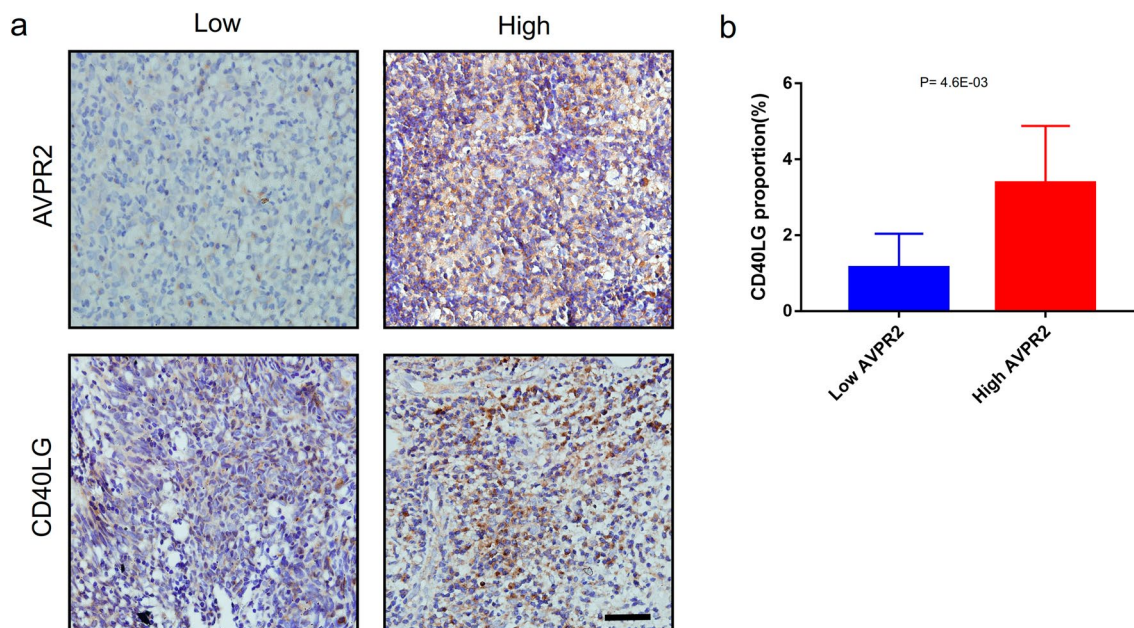 a
Low
High
AVPR2
CD40LG
b
P= 4.6E-03
CD40LG proportion(%)
6
4
2
0
Low AVPR2
High AVPR2